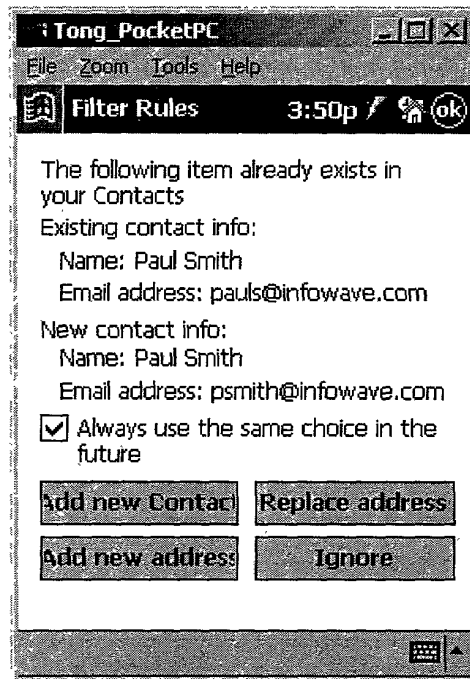 Tong_PocketPC
File Zoom Tools Help
Filter Rules 3:50p ok
The following item already exists in
your Contacts
Existing contact info:
Name: Paul Smith
Email address: pauls@infowave.com
New contact info:
Name: Paul Smith
Email address: psmith@infowave.com
Always use the same choice in the
future
Add new Contact Replace address
Add new address Ignore